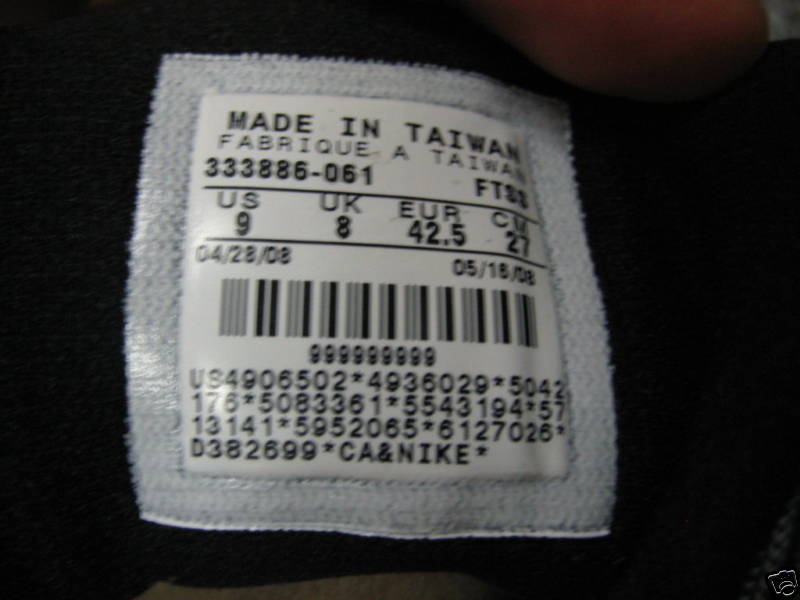 MADE IN TAIWAN
FABRIQUE A TAIWAN
333886-061 FTSS
US UK EUR CM
9 8 42.5 27
04/28/08 05/16/08
999999999
US4906502*4936029*5042
176*5083361*5543194*57
13141*5952065*6127026*
D382699*CA&NIKE*